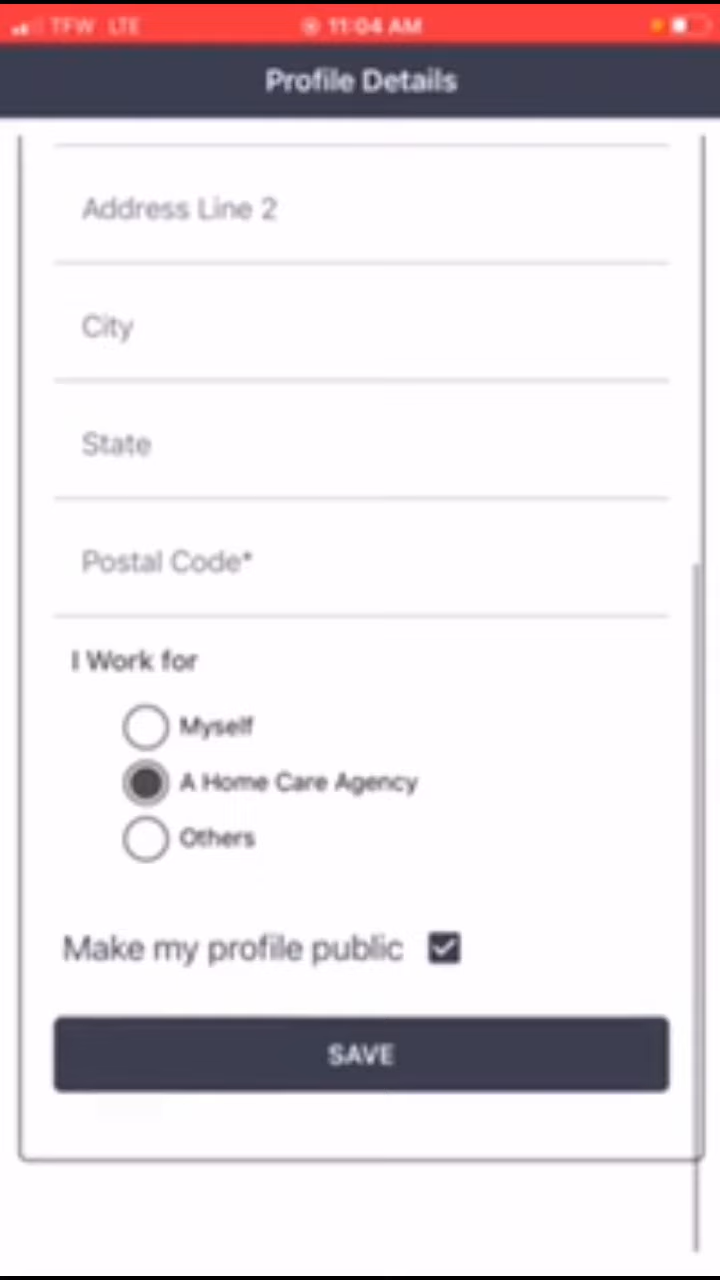 TFW LTE 11:04 AM
Profile Details
Address Line 2
City
State
Postal Code*
I Work for
Myself
A Home Care Agency
Others
Make my profile public
SAVE